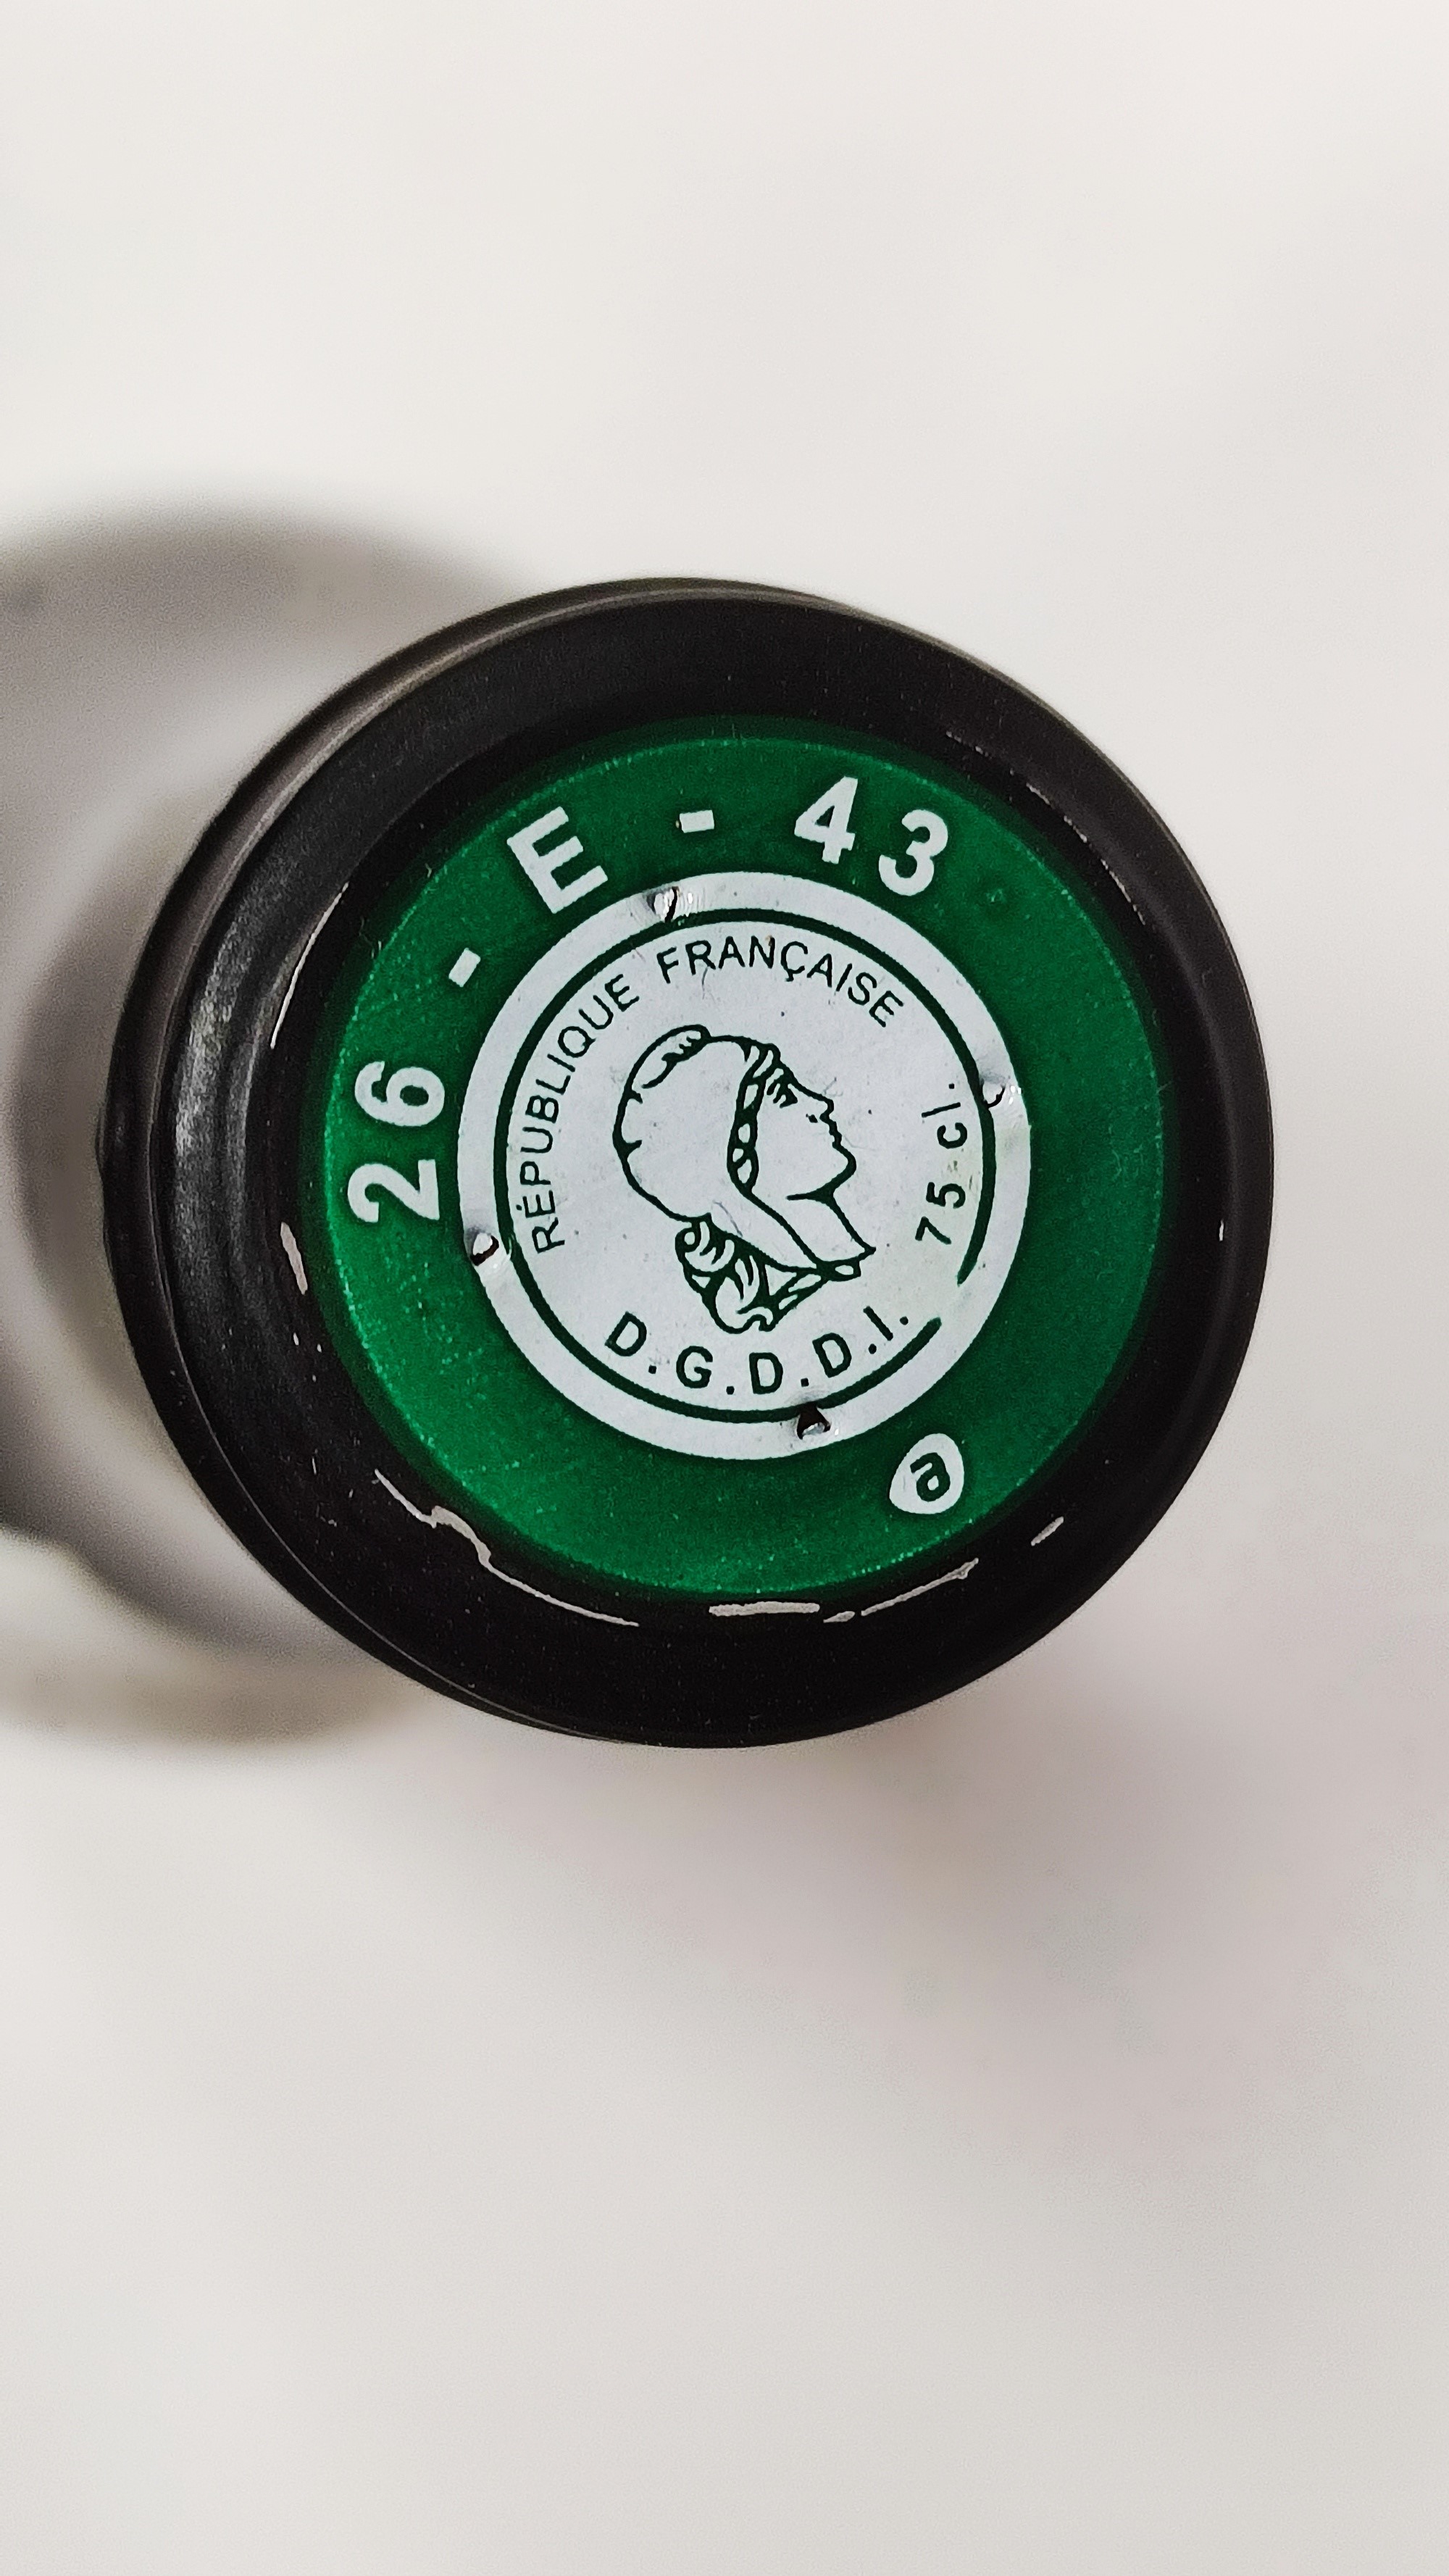 26 - E - 43
RÉPUBLIQUE FRANÇAISE
75 cl.
D.G.D.D.I.
a